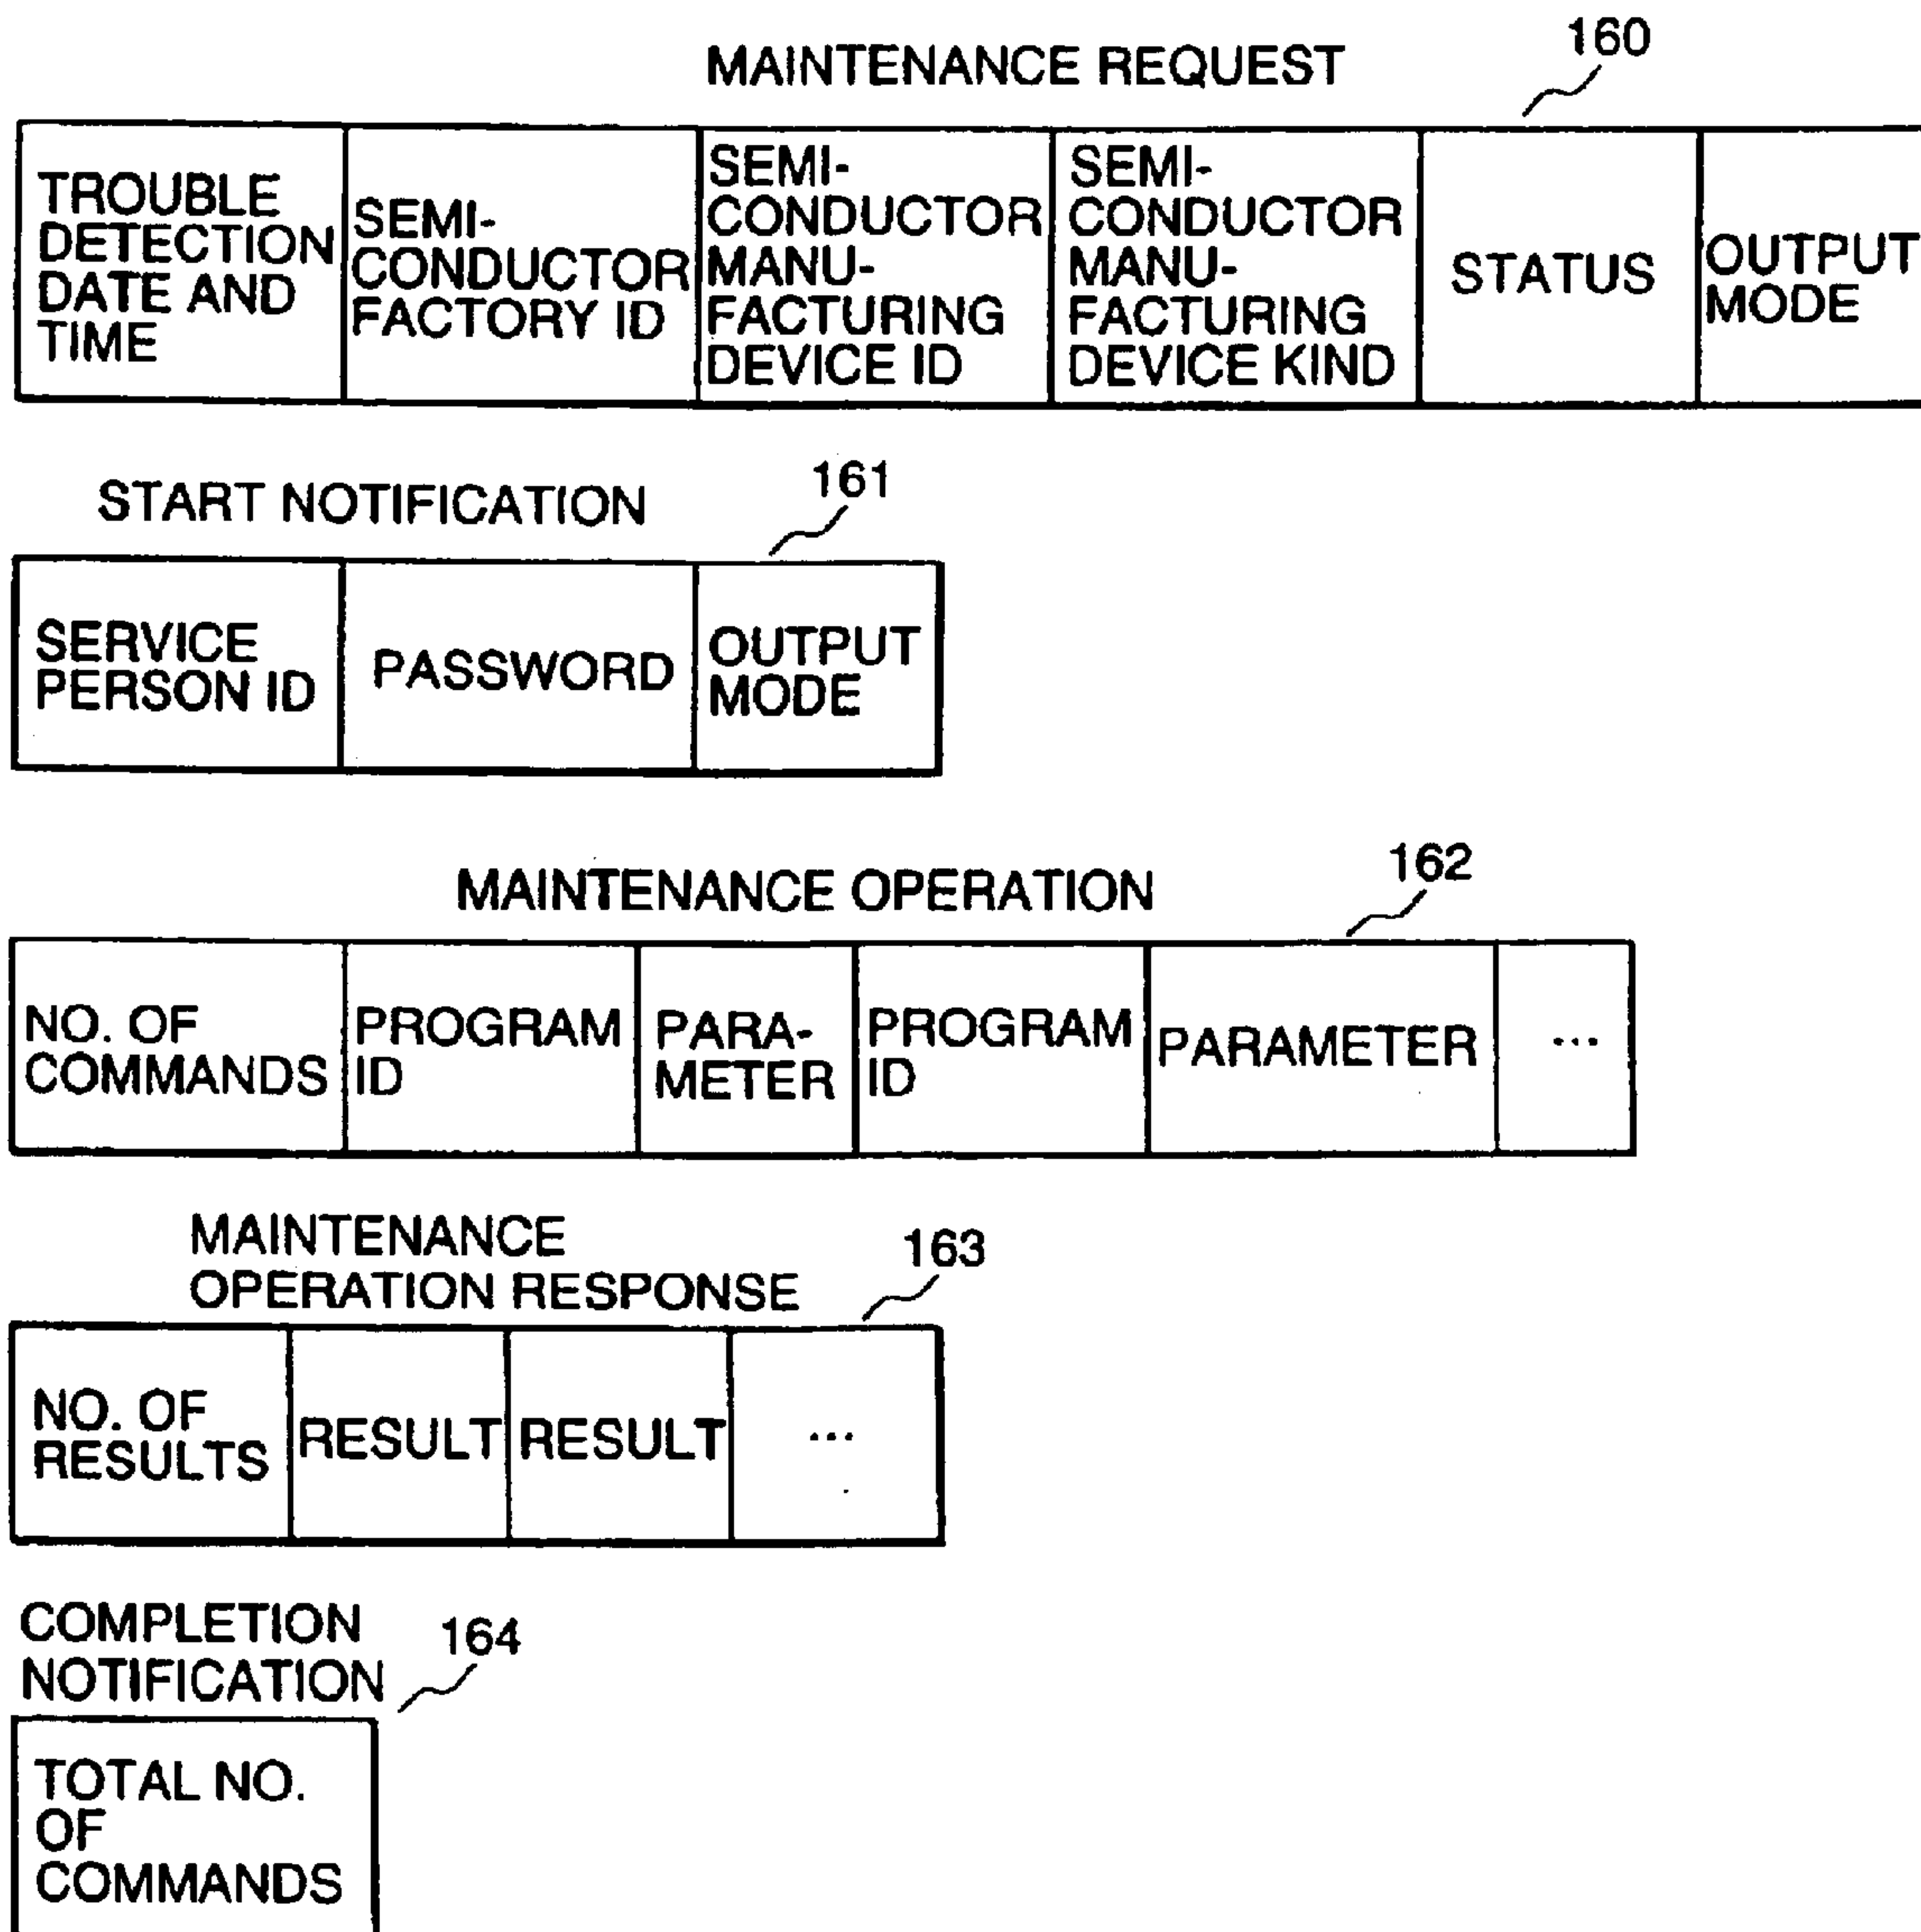 MAINTENANCE REQUEST
160
TROUBLE
DETECTION
DATE AND
TIME
SEMI-
CONDUCTOR
FACTORY ID
SEMI-
CONDUCTOR
MANU-
FACTURING
DEVICE ID
SEMI-
CONDUCTOR
MANU-
FACTURING
DEVICE KIND
STATUS
OUTPUT
MODE
START NOTIFICATION
161
SERVICE
PERSON ID
PASSWORD
OUTPUT
MODE
MAINTENANCE OPERATION
162
NO. OF
COMMANDS
PROGRAM
ID
PARA-
METER
PROGRAM
ID
PARAMETER
...
MAINTENANCE
OPERATION RESPONSE
163
NO. OF
RESULTS
RESULT
RESULT
...
COMPLETION
NOTIFICATION
164
TOTAL NO.
OF
COMMANDS